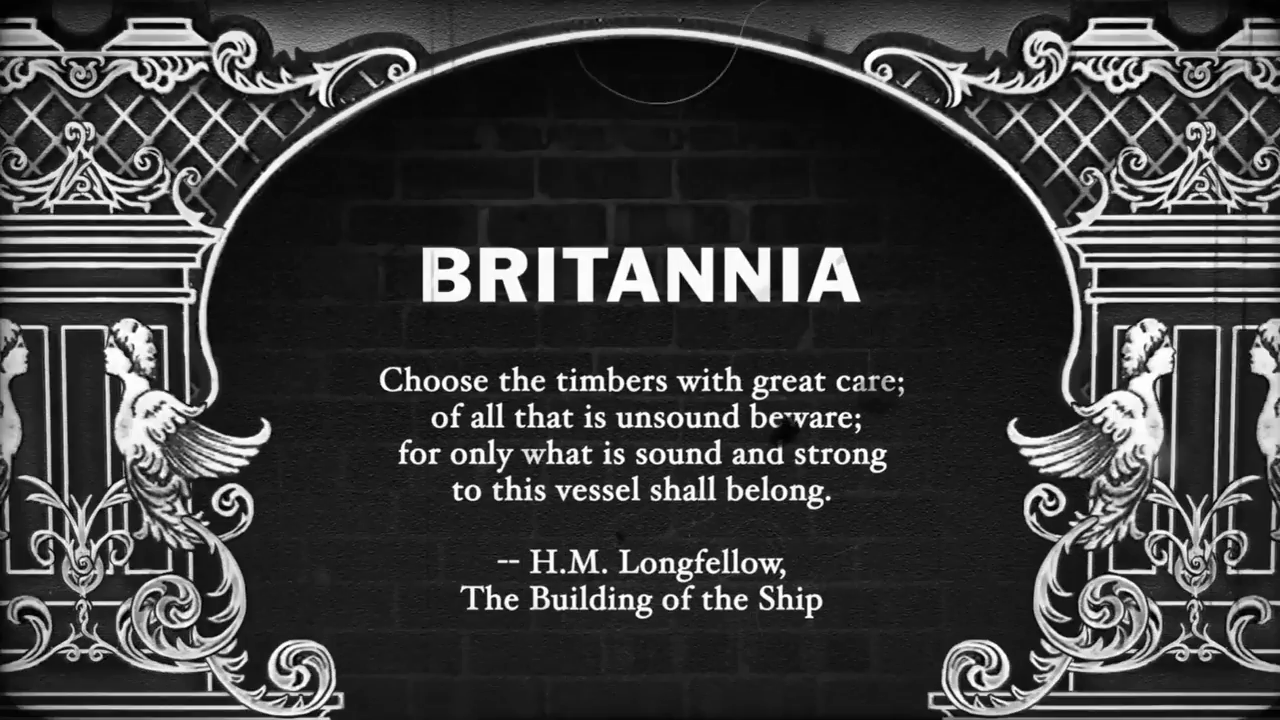 BRITANNIA
Choose the timbers with great care;
of all that is unsound beware;
for only what is sound and strong
to this vessel shall belong.
-- H.M. Longfellow,
The Building of the Ship